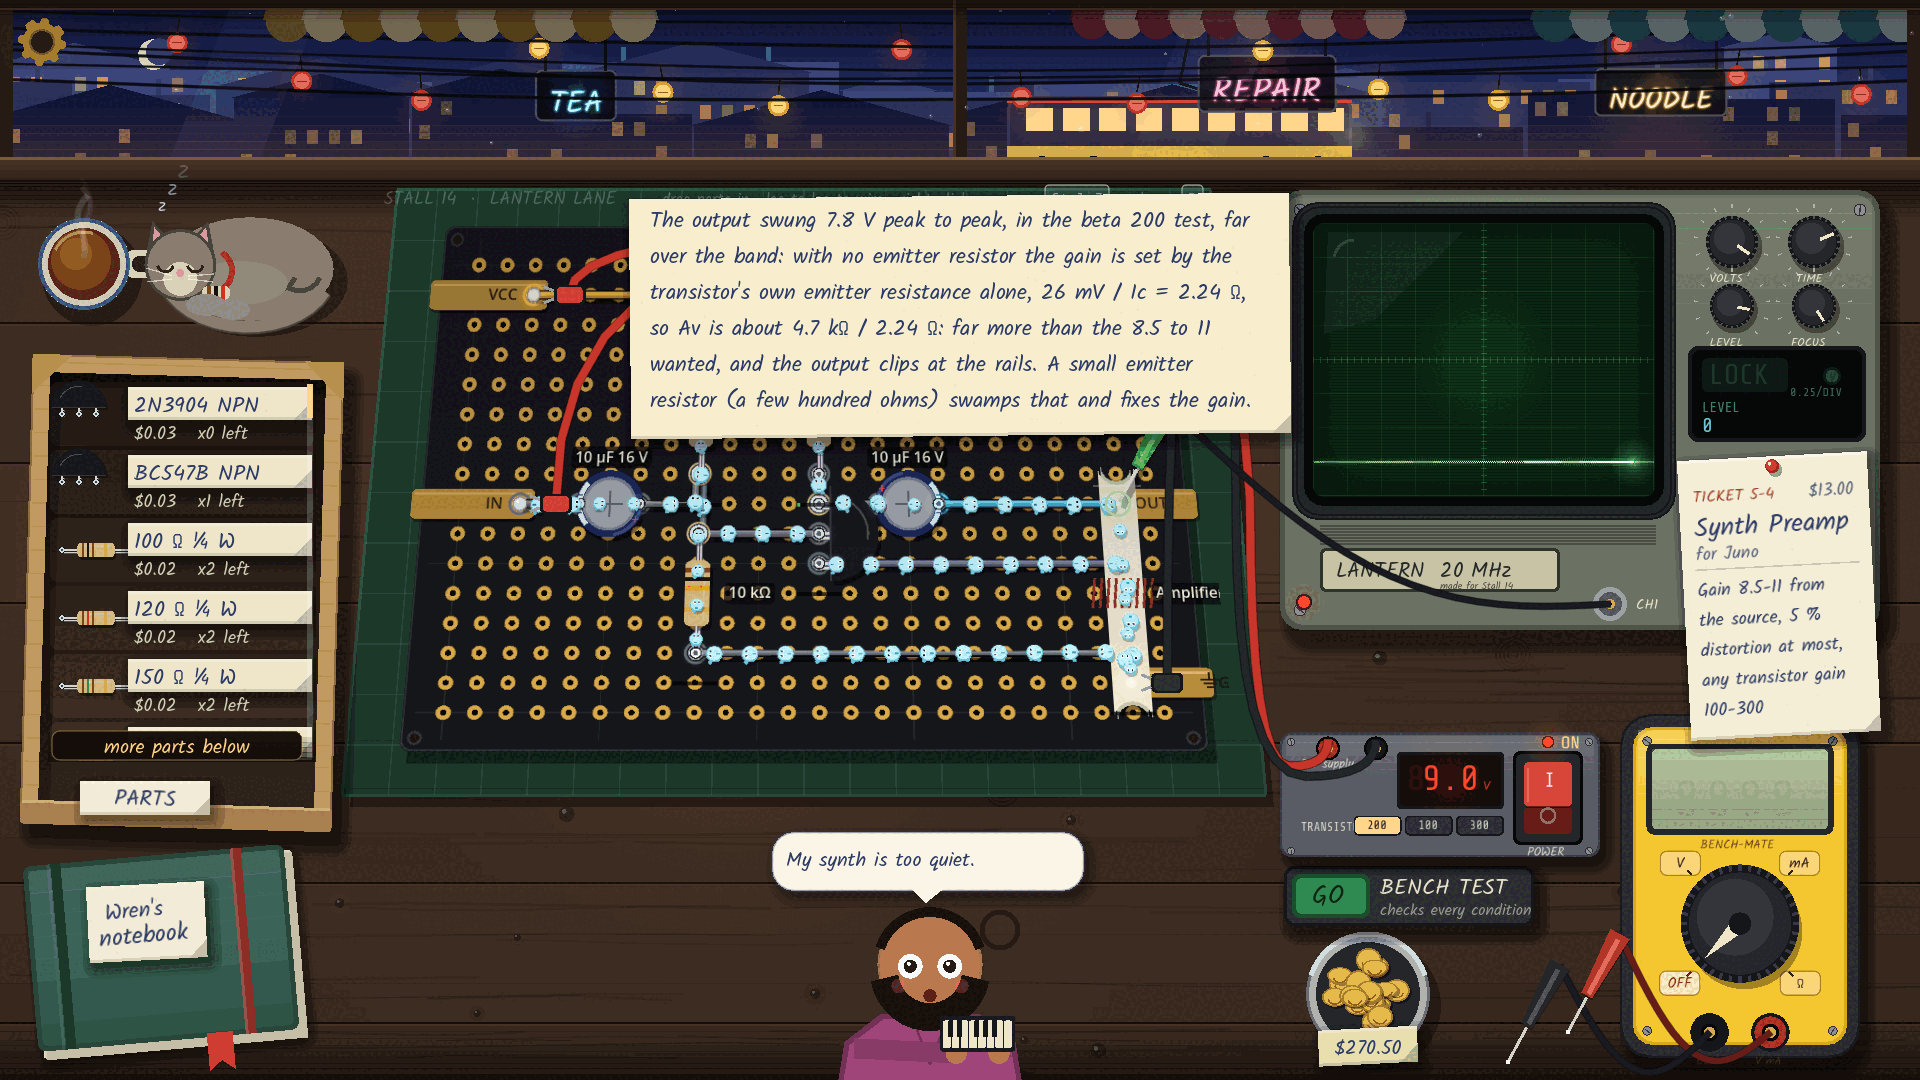 TEA
REPAIR
NOODLE
STALL 14 · LANTERN LANE
The output swung 7.8 V peak to peak, in the beta 200 test, far
over the band: with no emitter resistor the gain is set by the
transistor's own emitter resistance alone, 26 mV / Ic = 2.24 Ω,
so Av is about 4.7 kΩ / 2.24 Ω: far more than the 8.5 to 11
wanted, and the output clips at the rails. A small emitter
resistor (a few hundred ohms) swamps that and fixes the gain.
z
z
z
VCC
10 µF 16 V
10 µF 16 V
IN
OUT
10 kΩ
Amplifier
G
2N3904 NPN
$0.03 x0 left
BC547B NPN
$0.03 x1 left
100 Ω ¼ W
$0.02 x2 left
120 Ω ¼ W
$0.02 x2 left
150 Ω ¼ W
$0.02 x2 left
more parts below
PARTS
Wren's
notebook
My synth is too quiet.
VOLTS
TIME
LEVEL
FOCUS
LOCK
0.25/DIV
LEVEL
0
LANTERN 20 MHz
made for Stall 14
CH1
TICKET 5-4 $13.00
Synth Preamp
for Juno
Gain 8.5-11 from
the source, 5 %
distortion at most,
any transistor gain
100-300
supply
9.0 V
ON
I
TRANSIST
200
100
300
POWER
GO
BENCH TEST
checks every condition
$270.50
BENCH-MATE
V
mA
OFF
Ω